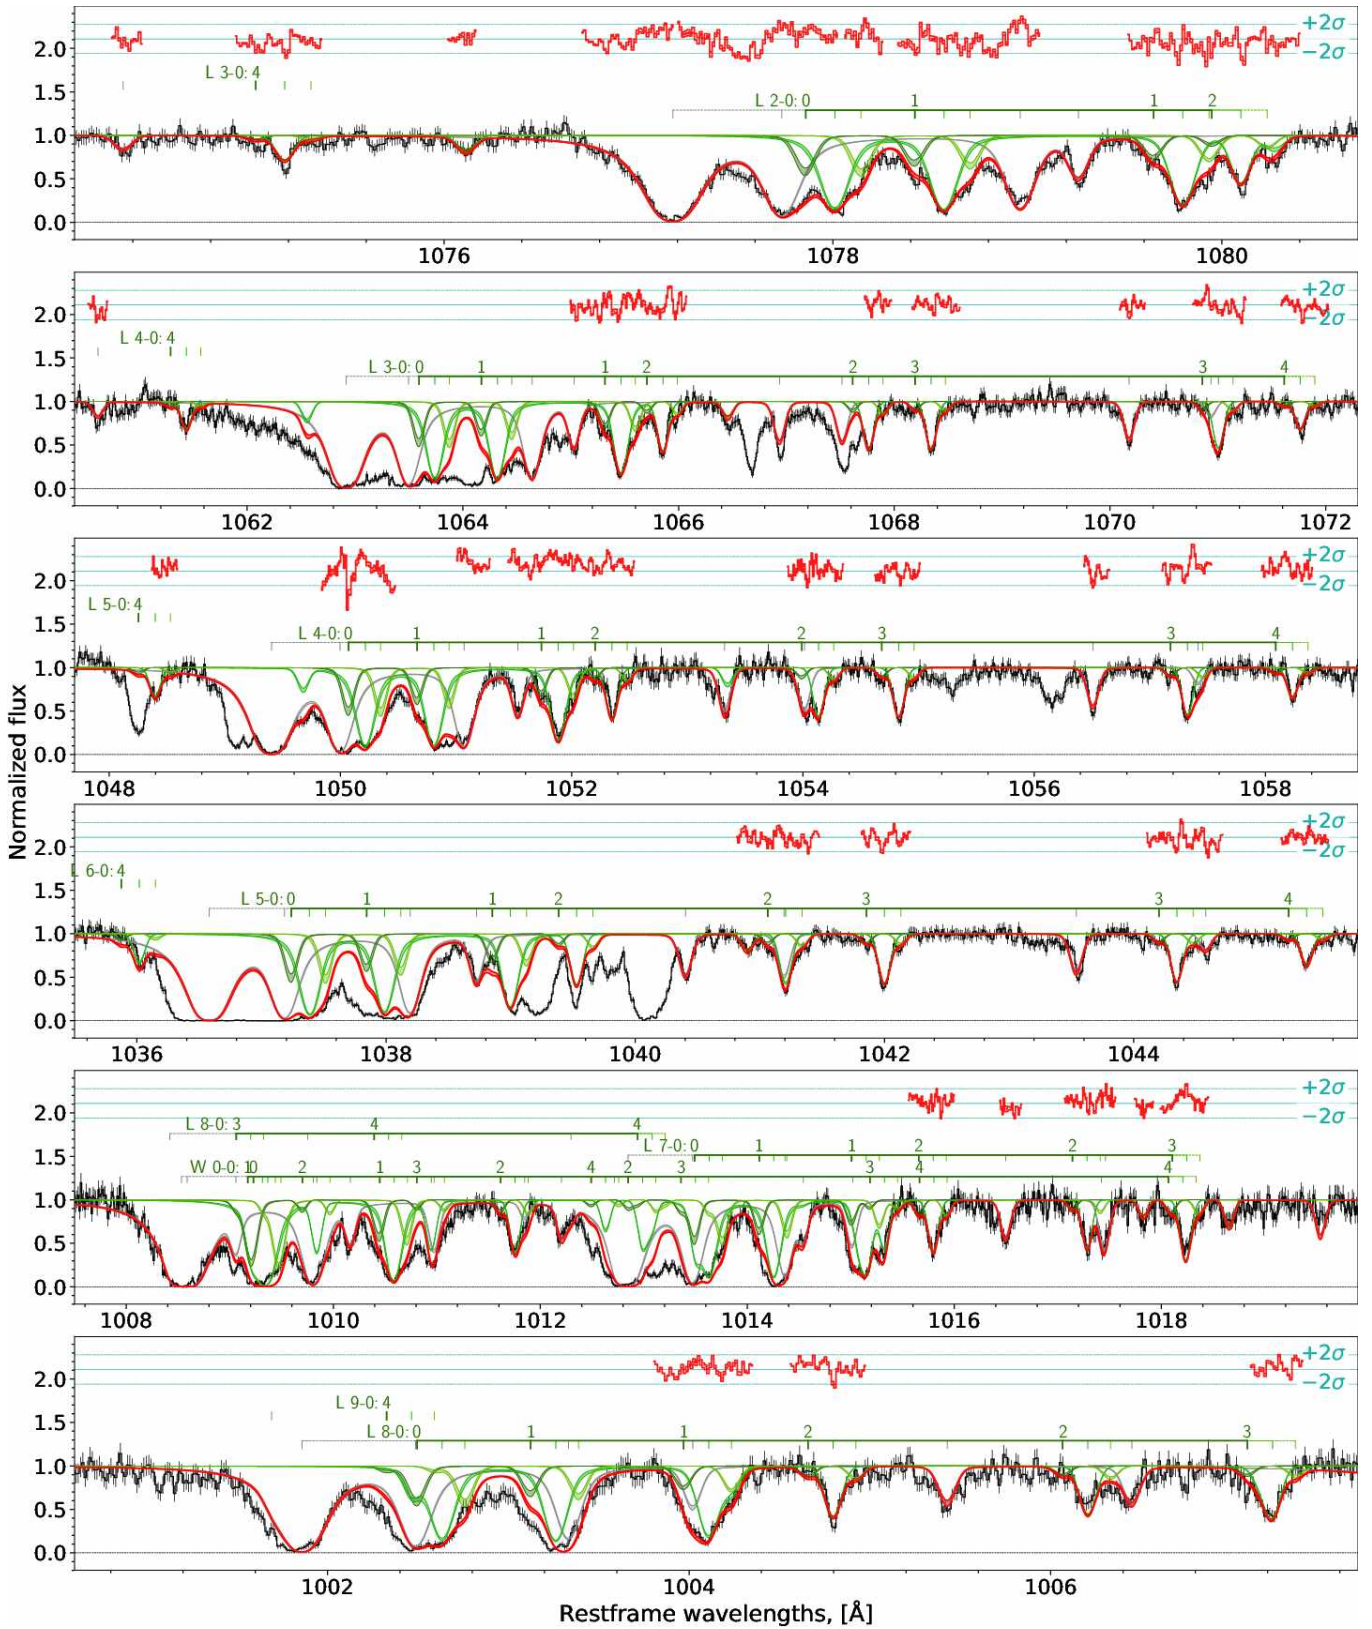 +2σ
2.0
−2σ
L 3-0: 4
1.5
L 2-0: 0 1 1 2
1.0
0.5
0.0
1076 1078 1080
+2σ
2.0
−2σ
L 4-0: 4
1.5
L 3-0: 0 1 1 2 2 3 3 4
1.0
0.5
0.0
1062 1064 1066 1068 1070 1072
+2σ
2.0
−2σ
L 5-0: 4
1.5
L 4-0: 0 1 1 2 2 3 3 4
1.0
0.5
0.0
1048 1050 1052 1054 1056 1058
Normalized flux
+2σ
2.0
−2σ
L 6-0: 4
1.5
L 5-0: 0 1 1 2 2 3 3 4
1.0
0.5
0.0
1036 1038 1040 1042 1044
+2σ
2.0
−2σ
L 8-0: 3 4 4
1.5
L 7-0: 0 1 1 2 2 3
W 0-0: 10 2 1 3 2 4 2 3 3 4 4
1.0
0.5
0.0
1008 1010 1012 1014 1016 1018
+2σ
2.0
−2σ
L 9-0: 4
1.5
L 8-0: 0 1 1 2 2 3
1.0
0.5
0.0
1002 1004 1006
Restframe wavelengths, [Å]